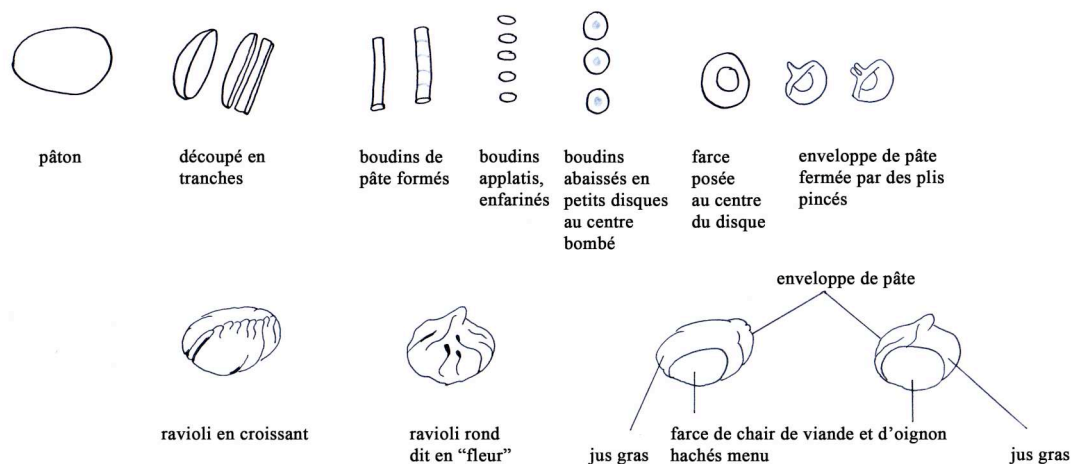 pâton
découpé en
tranches
boudins de
pâte formés
boudins
applatis,
enfarinés
boudins
abaissés en
petits disques
au centre
bombé
farce
posée
au centre
du disque
enveloppe de pâte
fermée par des plis
pincés
enveloppe de pâte
ravioli en croissant
ravioli rond
dit en “fleur”
jus gras
farce de chair de viande et d’oignon
hachés menu
jus gras